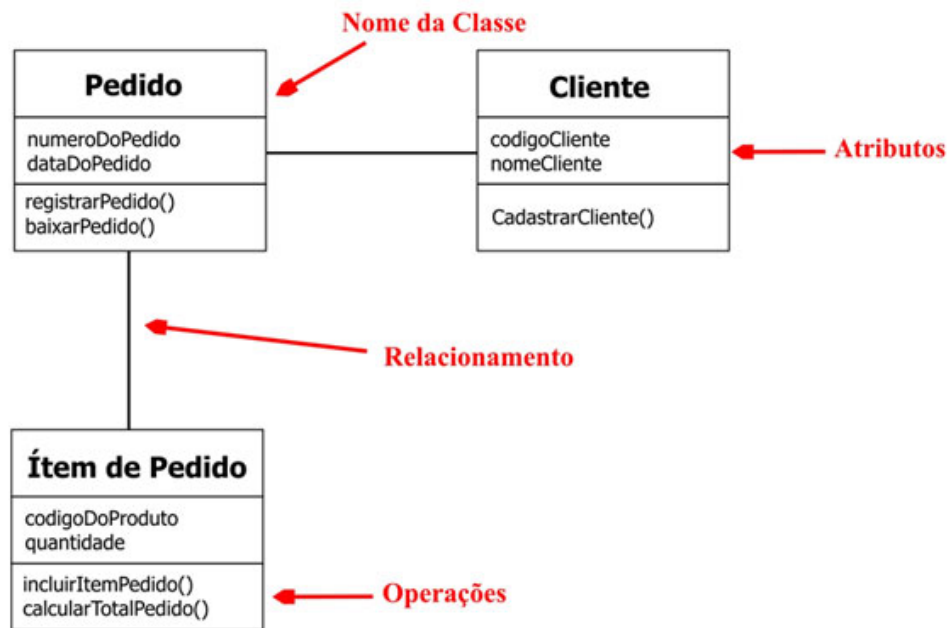 Nome da Classe
Pedido
numeroDoPedido
dataDoPedido
registrarPedido()
baixarPedido()
Cliente
codigoCliente
nomeCliente
CadastrarCliente()
Atributos
Relacionamento
Ítem de Pedido
codigoDoProduto
quantidade
incluirItemPedido()
calcularTotalPedido()
Operações